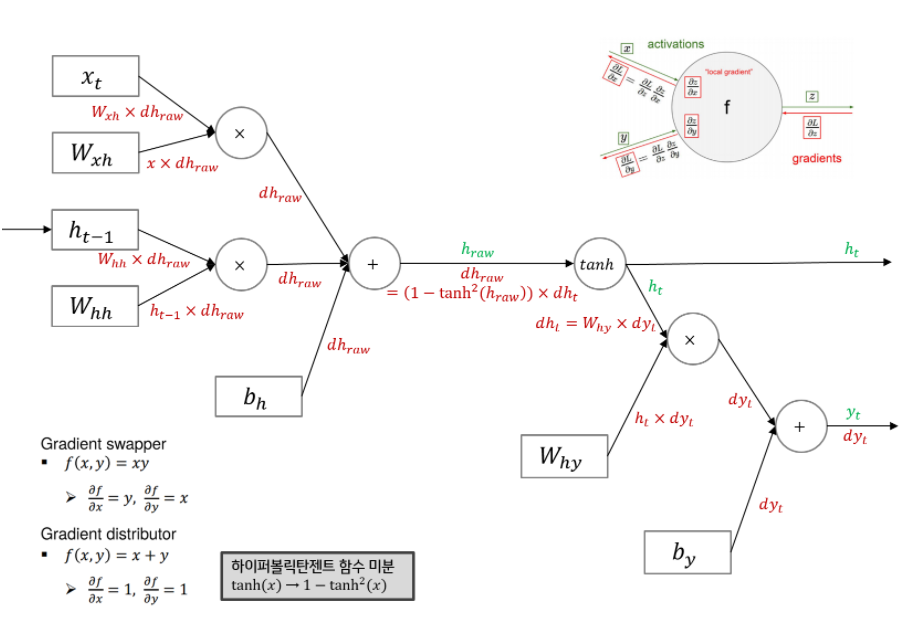 x_t
W_xh × dh_raw
W_xh
x × dh_raw
×
dh_raw
h_{t−1}
W_hh × dh_raw
W_hh
h_{t−1} × dh_raw
×
dh_raw
b_h
dh_raw
+
h_raw
dh_raw
= (1 − tanh²(h_raw)) × dh_t
tanh
h_t
h_t
dh_t = W_hy × dy_t
×
W_hy
h_t × dy_t
dy_t
+
y_t
dy_t
b_y
dy_t
x activations
∂L/∂x = ∂L/∂z ∂z/∂x
"local gradient"
∂z/∂x
f
∂z/∂y
y
∂L/∂y = ∂L/∂z ∂z/∂y
z
∂L/∂z
gradients
Gradient swapper
▪ f(x, y) = xy
➢ ∂f/∂x = y, ∂f/∂y = x
Gradient distributor
▪ f(x, y) = x + y
➢ ∂f/∂x = 1, ∂f/∂y = 1
하이퍼볼릭탄젠트 함수 미분
tanh(x) → 1 − tanh²(x)